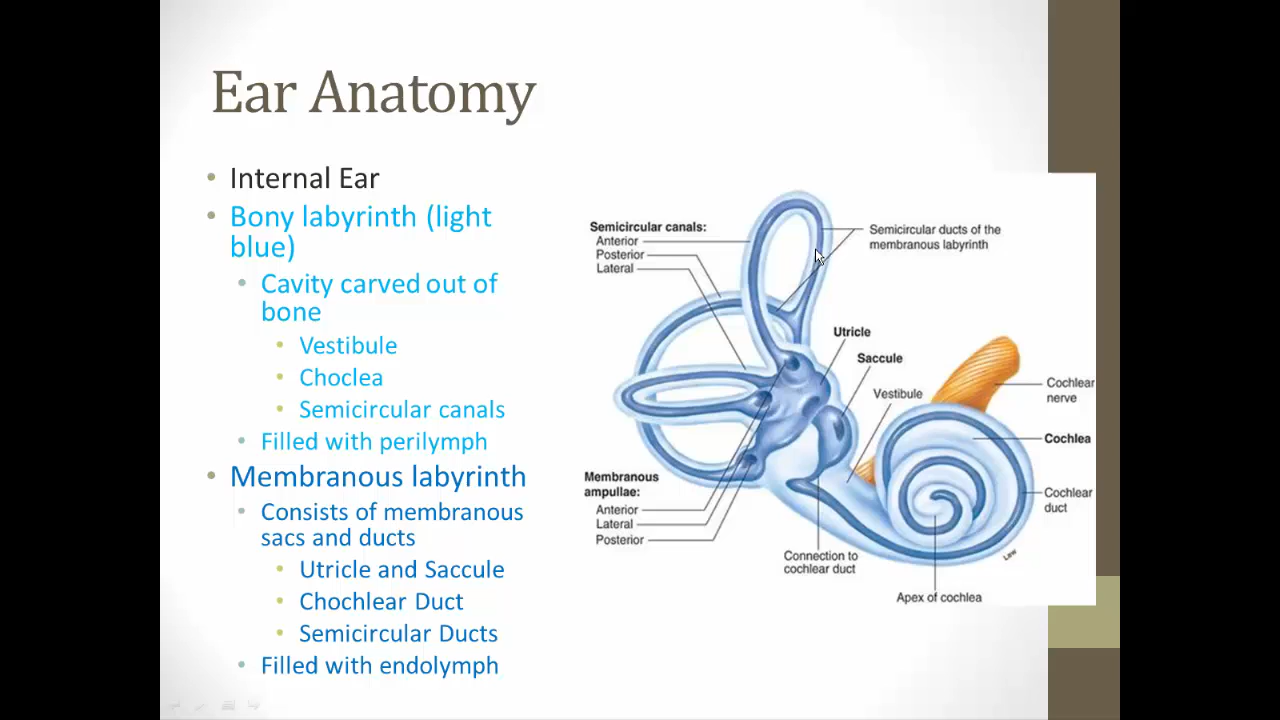 Ear Anatomy
• Internal Ear
• Bony labyrinth (light
blue)
• Cavity carved out of
bone
• Vestibule
• Choclea
• Semicircular canals
• Filled with perilymph
• Membranous labyrinth
• Consists of membranous
sacs and ducts
• Utricle and Saccule
• Chochlear Duct
• Semicircular Ducts
• Filled with endolymph
Semicircular canals:
Anterior
Posterior
Lateral
Semicircular ducts of the
membranous labyrinth
Utricle
Saccule
Vestibule
Cochlear
nerve
Cochlea
Cochlear
duct
Membranous
ampullae:
Anterior
Lateral
Posterior
Connection to
cochlear duct
Apex of cochlea